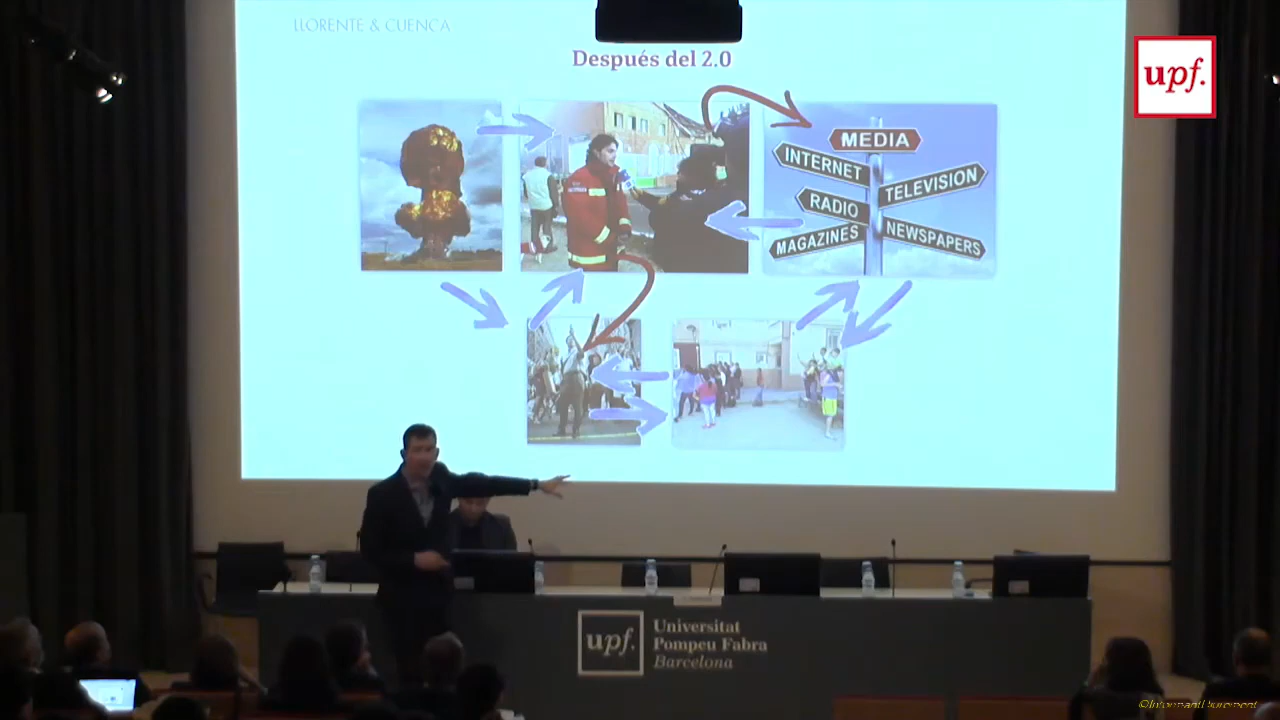 LLORENTE & CUENCA
Después del 2.0
upf.
MEDIA
INTERNET
TELEVISION
RADIO
MAGAZINES
NEWSPAPERS
upf.
Universitat
Pompeu Fabra
Barcelona